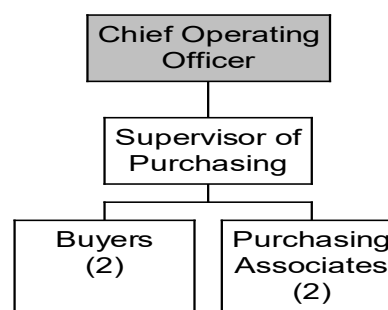 Chief Operating
Officer
Supervisor of
Purchasing
Buyers
(2)
Purchasing
Associates
(2)